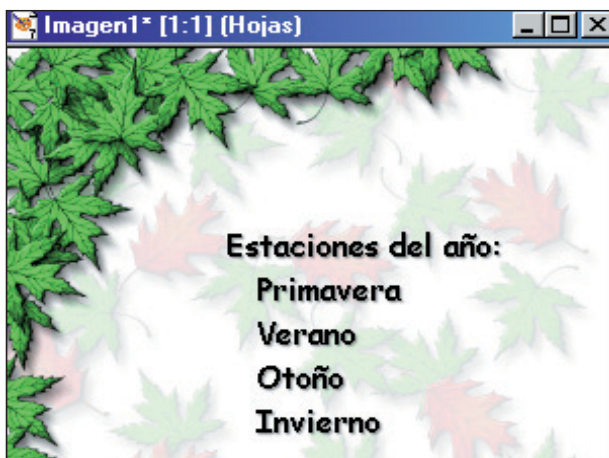 Imagen1* [1:1] (Hojas)
Estaciones del año:
Primavera
Verano
Otoño
Invierno